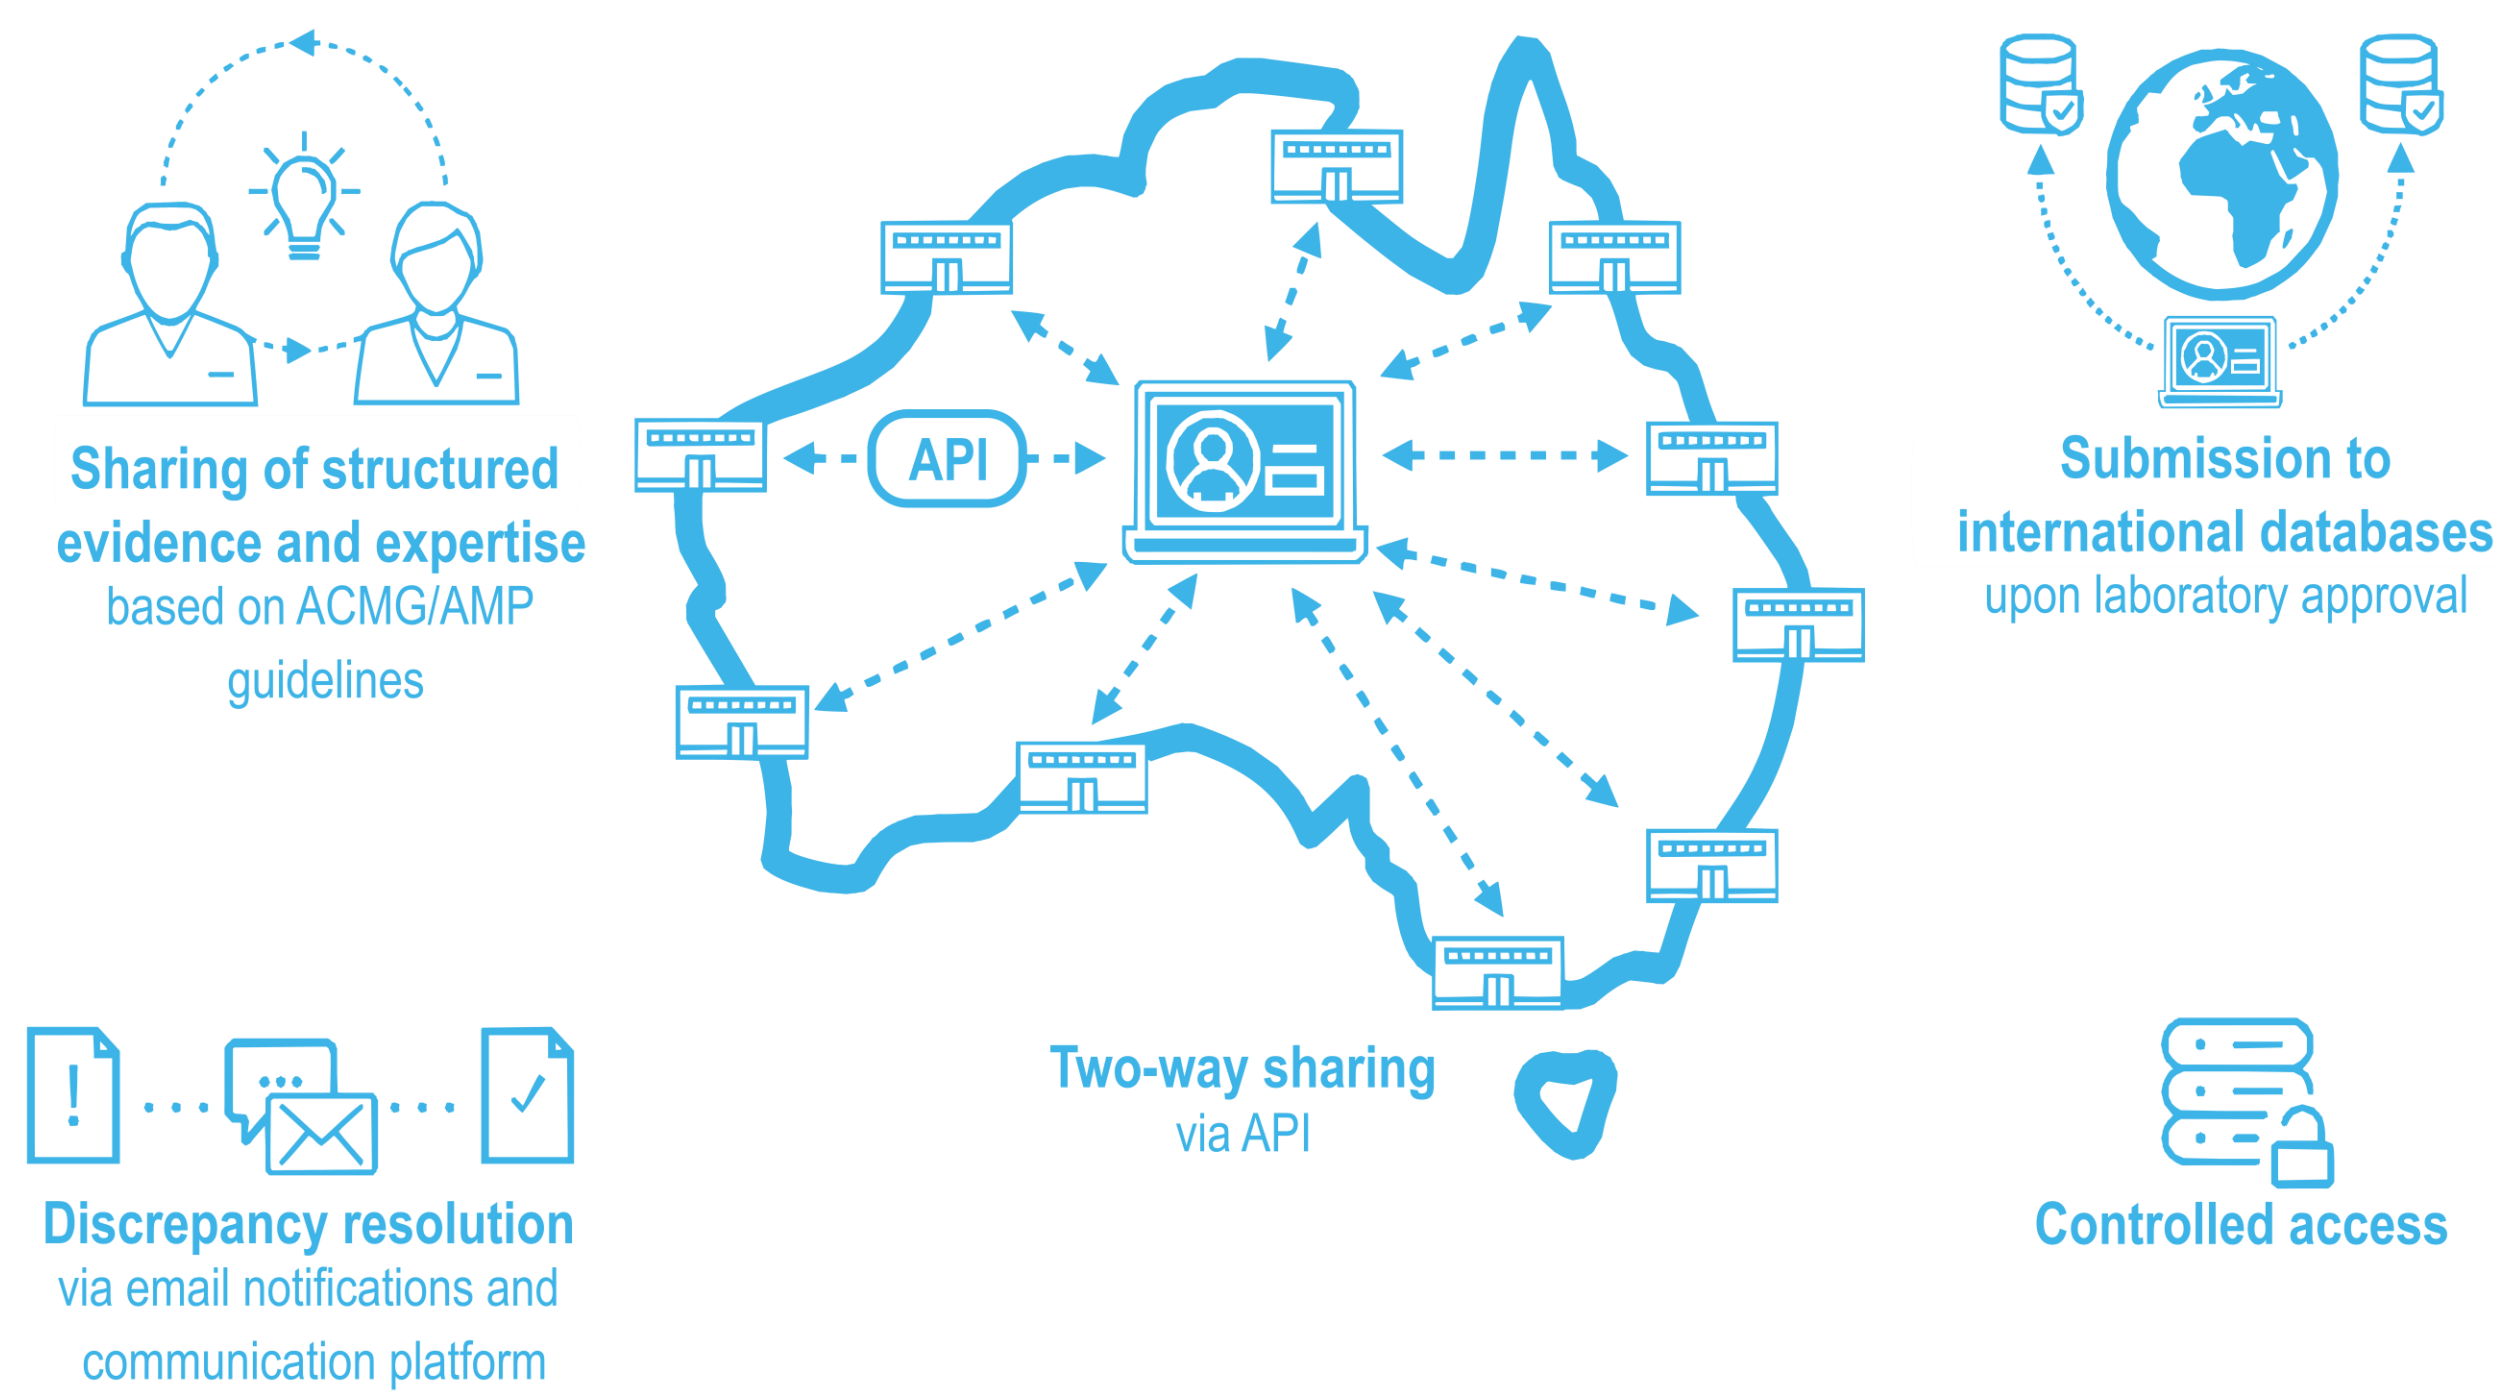 Sharing of structured
evidence and expertise
based on ACMG/AMP
guidelines
API
Submission to
international databases
upon laboratory approval
Discrepancy resolution
via email notifications and
communication platform
Two-way sharing
via API
Controlled access